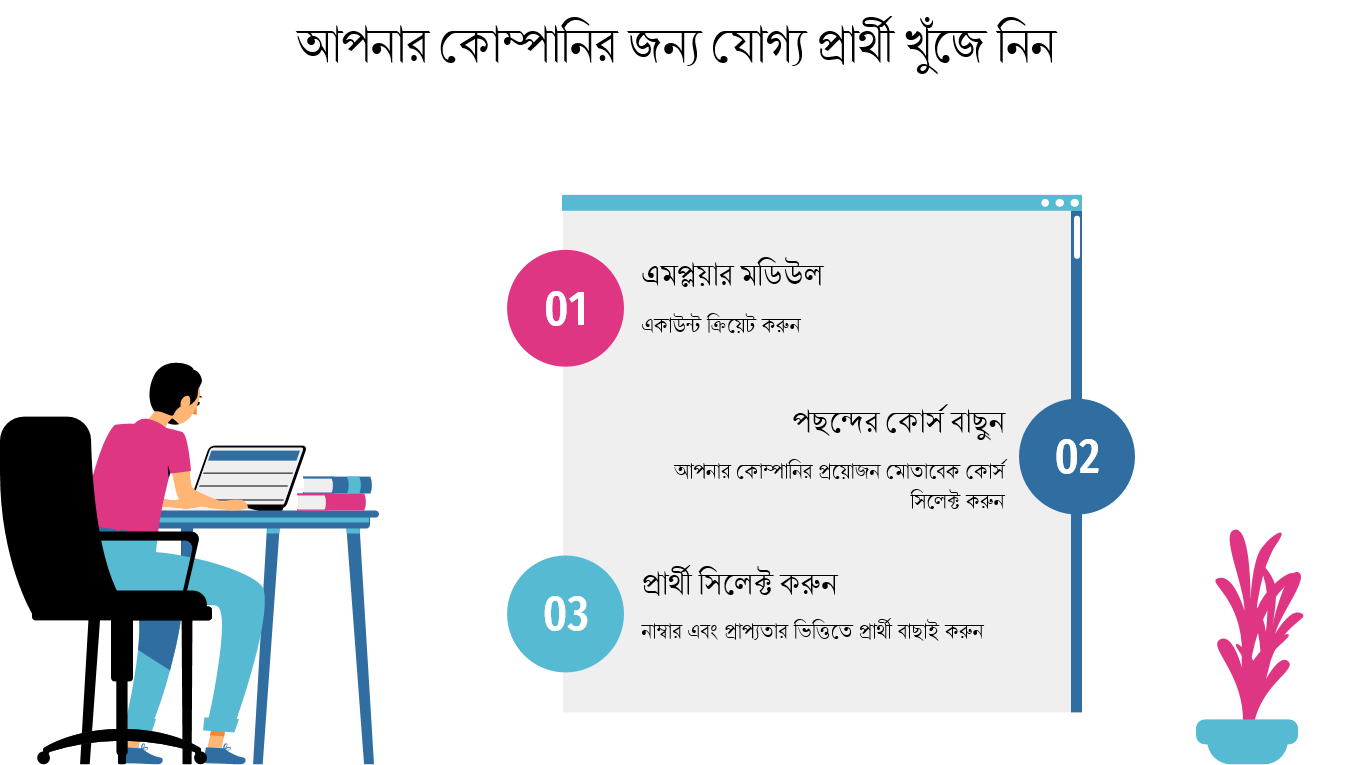 আপনার কোম্পানির জন্য যোগ্য প্রার্থী খুঁজে নিন
01
এমপ্লয়ার মডিউল
একাউন্ট ক্রিয়েট করুন
পছন্দের কোর্স বাছুন
আপনার কোম্পানির প্রয়োজন মোতাবেক কোর্স
সিলেক্ট করুন
02
03
প্রার্থী সিলেক্ট করুন
নাম্বার এবং প্রাপ্যতার ভিত্তিতে প্রার্থী বাছাই করুন